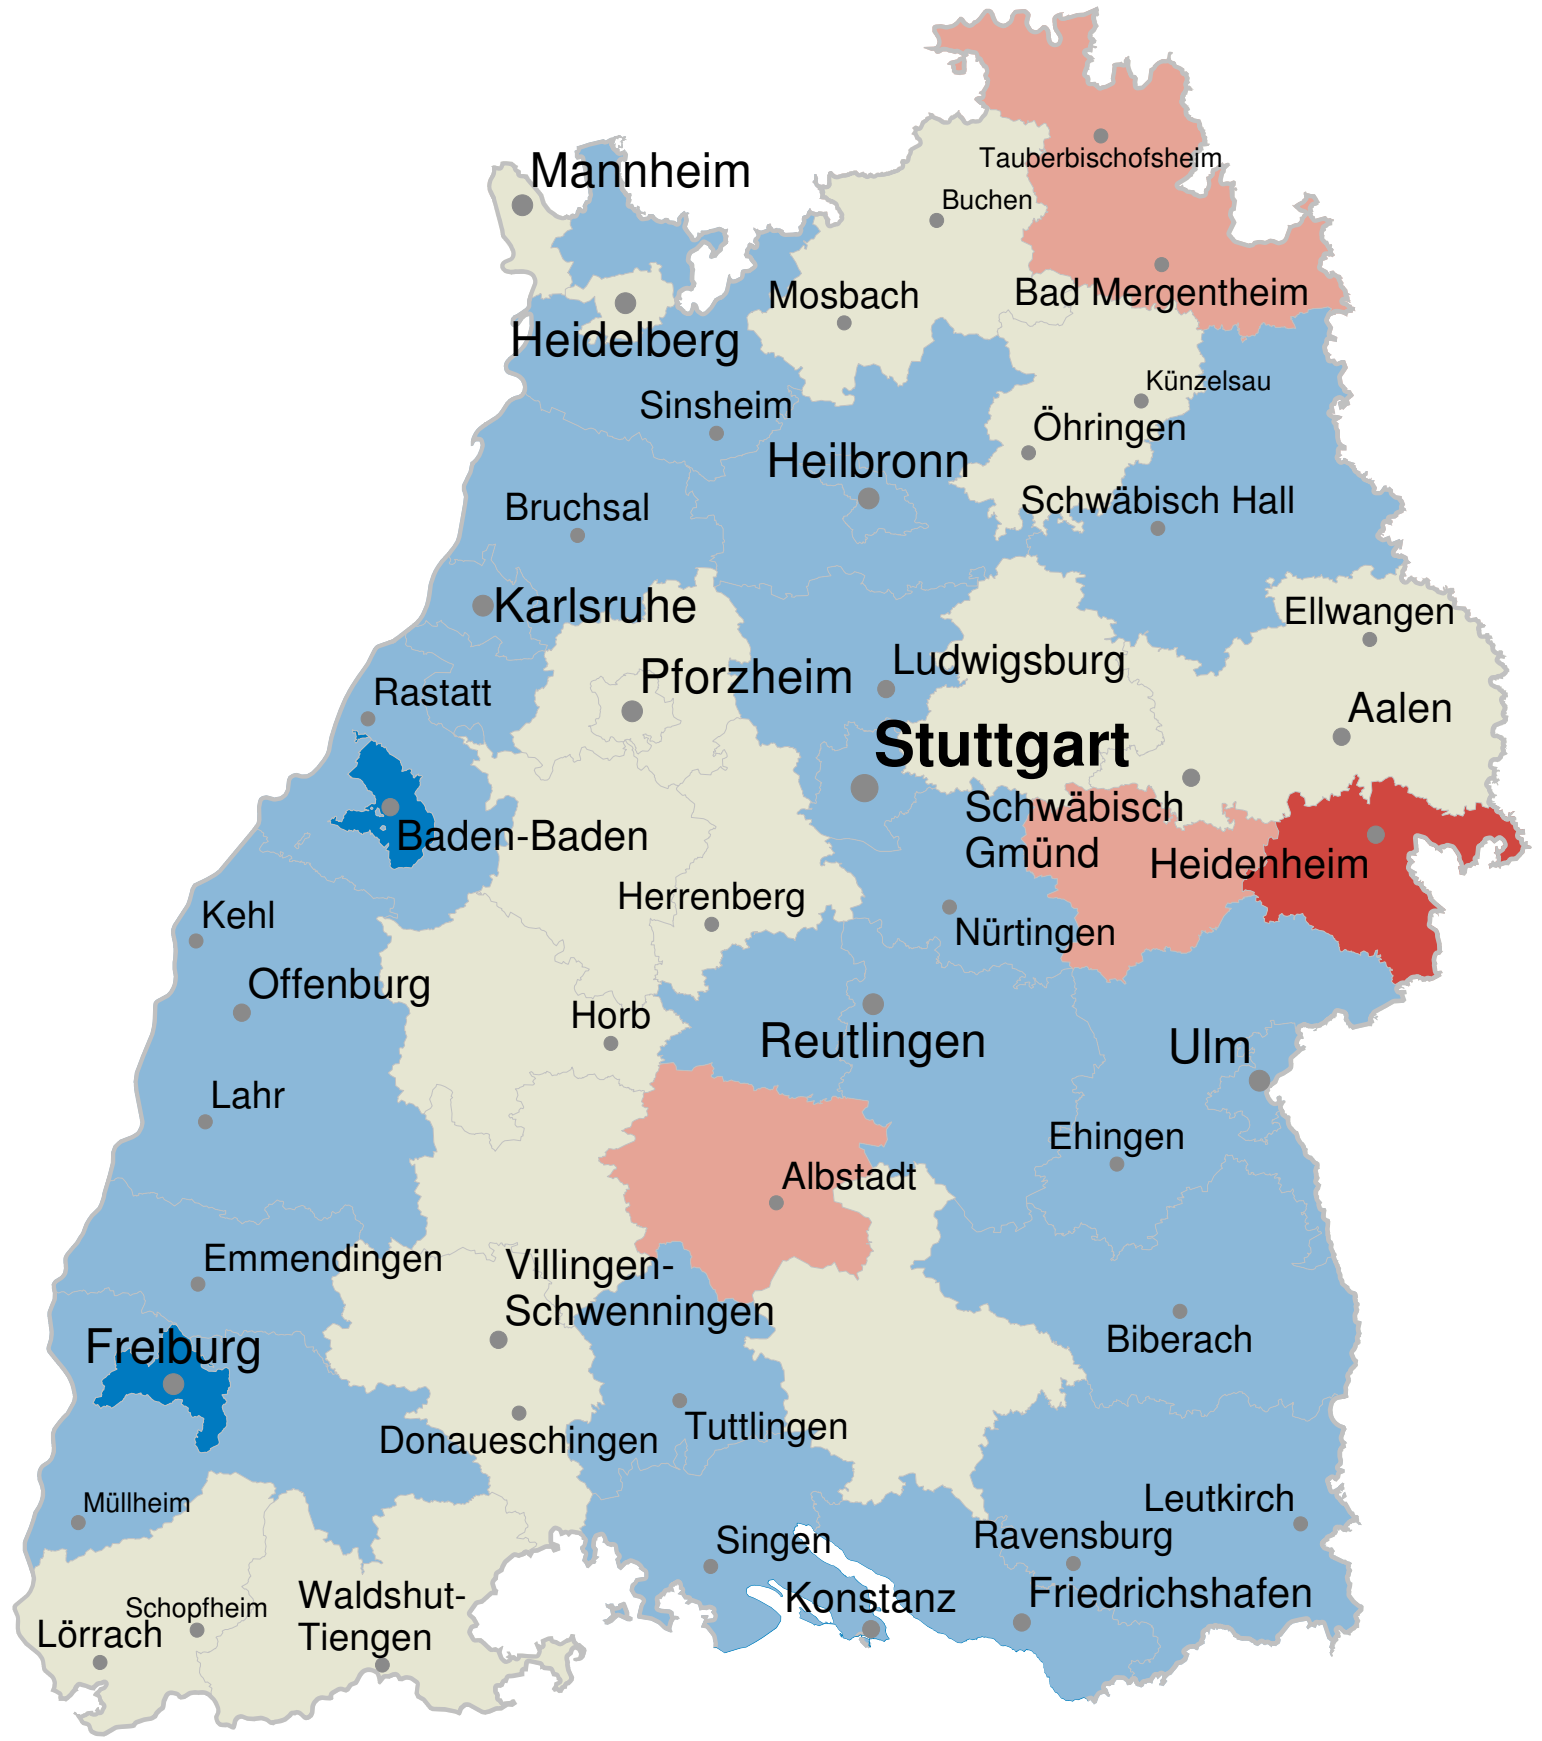 Mannheim
Tauberbischofsheim
Buchen
Mosbach
Bad Mergentheim
Heidelberg
Künzelsau
Sinsheim
Öhringen
Heilbronn
Schwäbisch Hall
Bruchsal
Karlsruhe
Ellwangen
Ludwigsburg
Pforzheim
Rastatt
Aalen
Stuttgart
Schwäbisch
Gmünd
Baden-Baden
Heidenheim
Herrenberg
Kehl
Nürtingen
Offenburg
Horb
Reutlingen
Ulm
Lahr
Ehingen
Albstadt
Emmendingen
Villingen-
Schwenningen
Biberach
Freiburg
Tuttlingen
Donaueschingen
Leutkirch
Müllheim
Ravensburg
Singen
Friedrichshafen
Konstanz
Waldshut-
Tiengen
Schopfheim
Lörrach